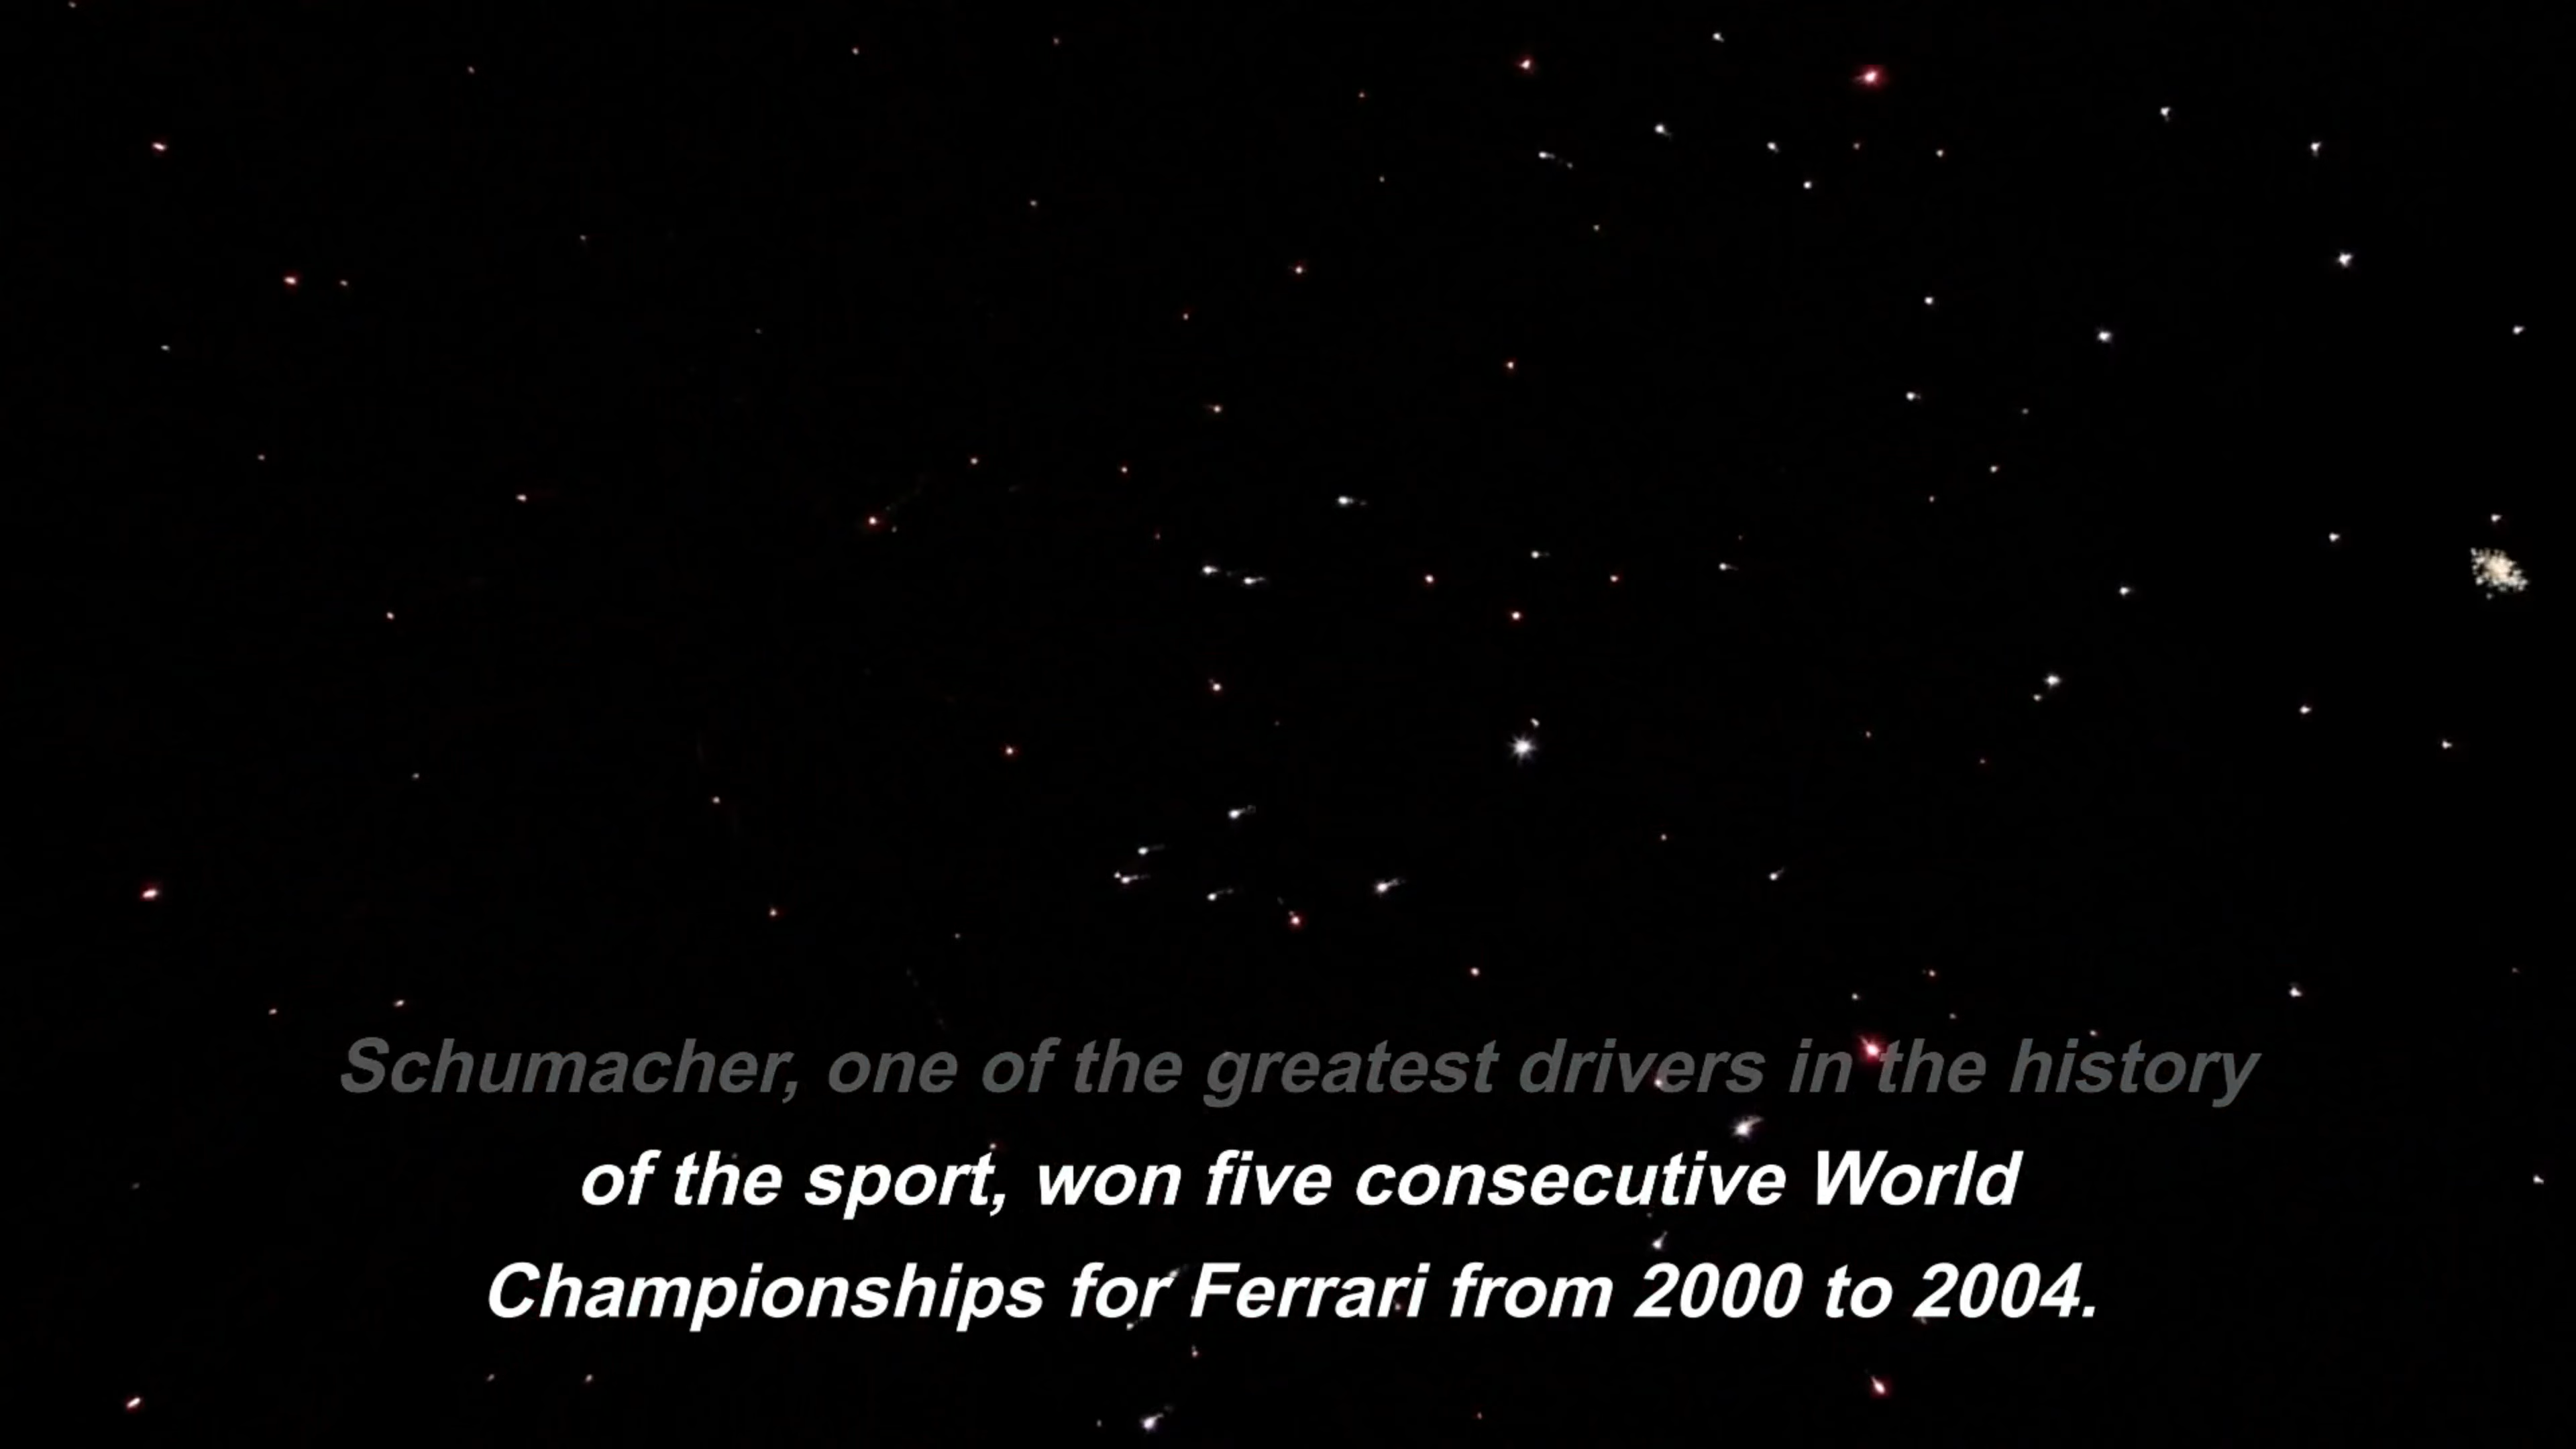 Schumacher, one of the greatest drivers in the history
of the sport, won five consecutive World
Championships for Ferrari from 2000 to 2004.